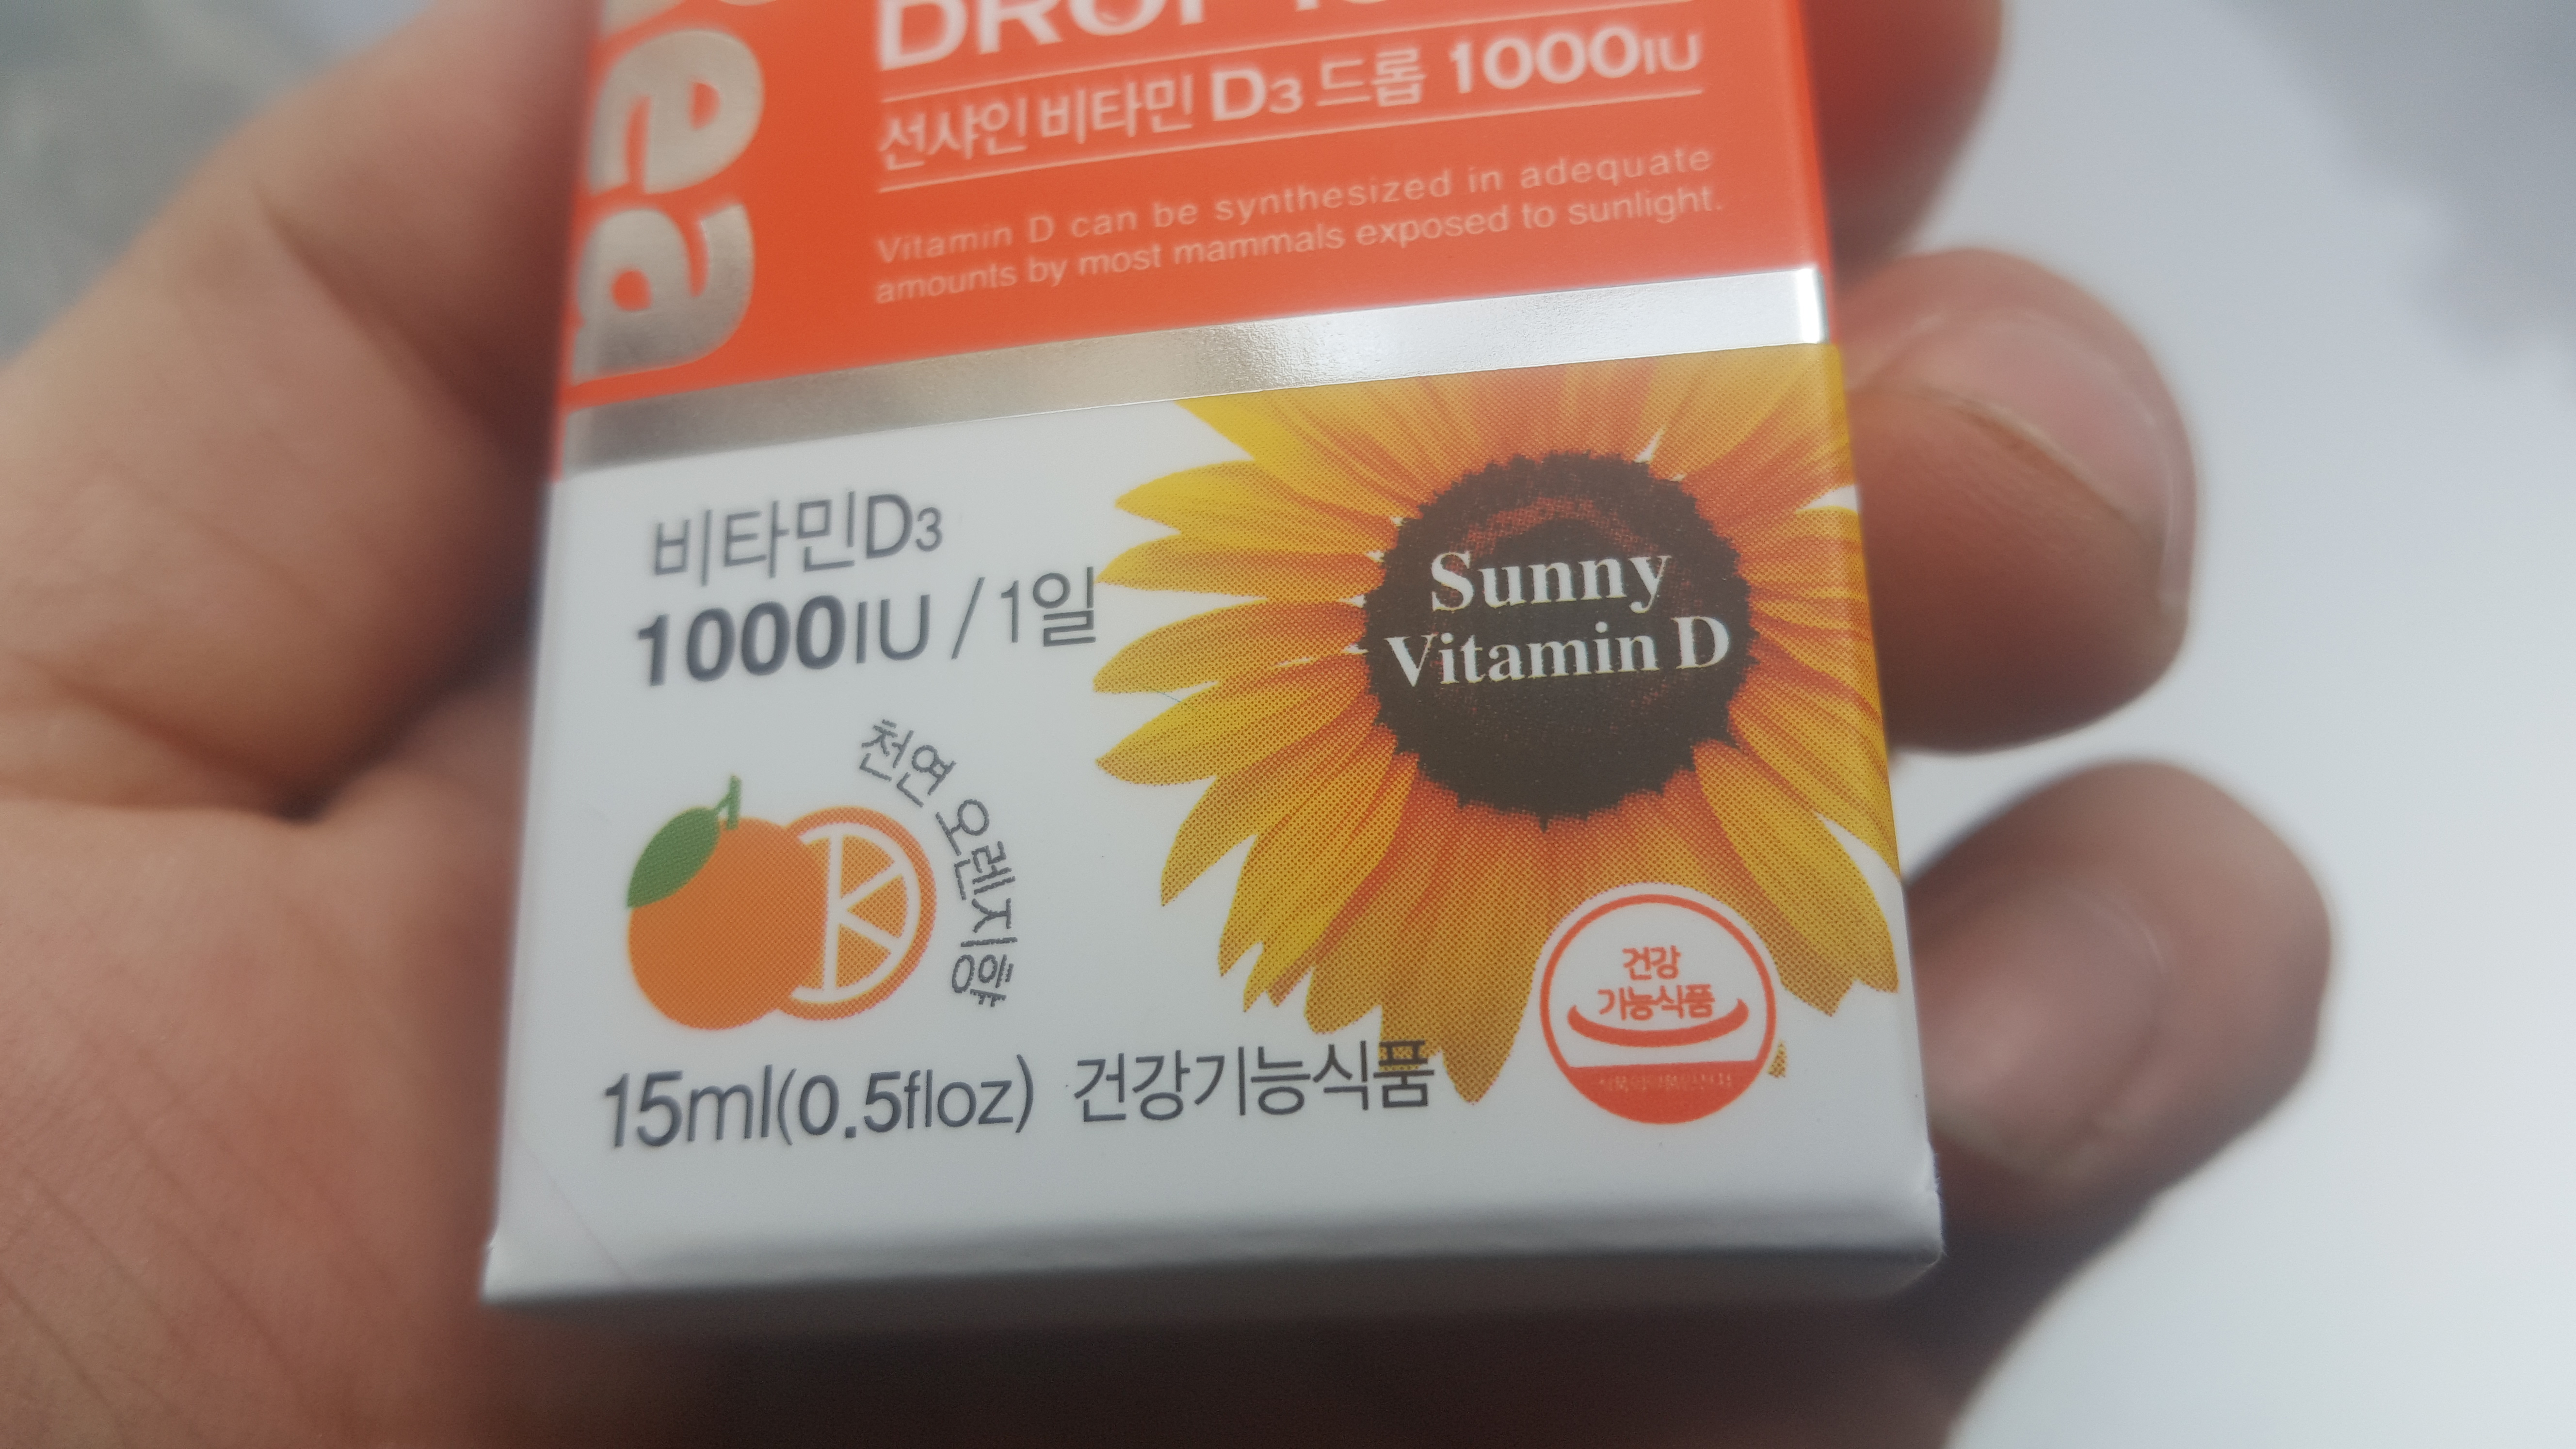 ea
DROP
선샤인 비타민 D3 드롭 1000IU
Vitamin D can be synthesized in adequate
amounts by most mammals exposed to sunlight.
비타민D3
1000IU / 1일
천연 오렌지향
Sunny
Vitamin D
건강
기능식품
15ml(0.5floz) 건강기능식품